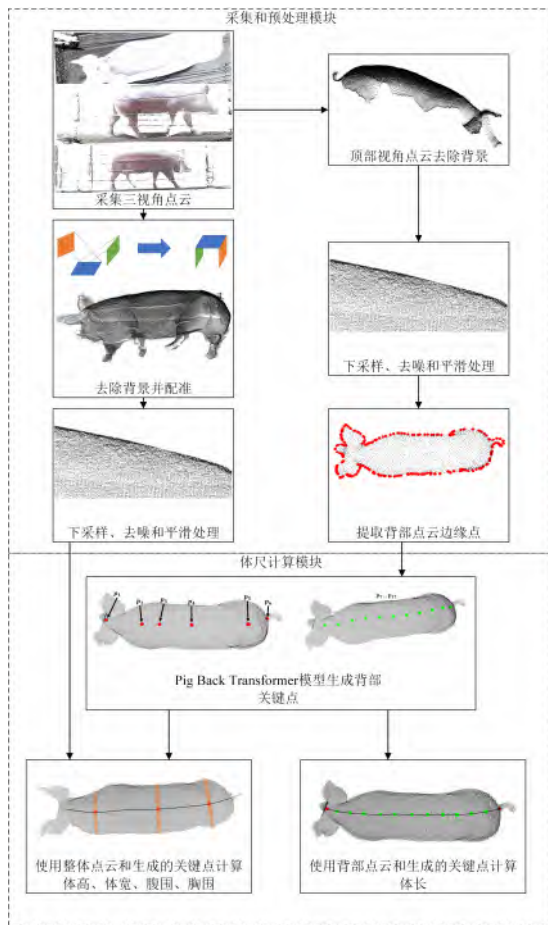 采集和预处理模块
采集三视角点云
顶部视角点云去除背景
去除背景并配准
下采样、去噪和平滑处理
下采样、去噪和平滑处理
提取背部点云边缘点
体尺计算模块
Pig Back Transformer模型生成背部
关键点
使用整体点云和生成的关键点计算
体高、体宽、腹围、胸围
使用背部点云和生成的关键点计算
体长